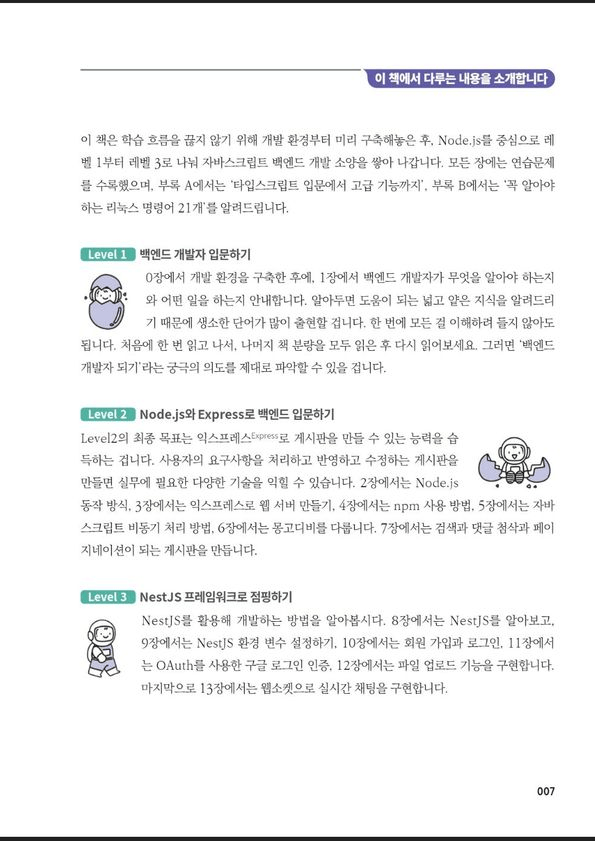 이 책에서 다루는 내용을 소개합니다
이 책은 학습 흐름을 끊지 않기 위해 개발 환경부터 미리 구축해놓은 후, Node.js를 중심으로 레
벨 1부터 레벨 3로 나눠 자바스크립트 백엔드 개발 소양을 쌓아 나갑니다. 모든 장에는 연습문제
를 수록했으며, 부록 A에서는 ‘타입스크립트 입문에서 고급 기능까지’, 부록 B에서는 ‘꼭 알아야
하는 리눅스 명령어 21개’를 알려드립니다.
Level 1 백엔드 개발자 입문하기
0장에서 개발 환경을 구축한 후에, 1장에서 백엔드 개발자가 무엇을 알아야 하는지
와 어떤 일을 하는지 안내합니다. 알아두면 도움이 되는 넓고 얕은 지식을 알려드리
기 때문에 생소한 단어가 많이 출현할 겁니다. 한 번에 모든 걸 이해하려 들지 않아도
됩니다. 처음에 한 번 읽고 나서, 나머지 책 분량을 모두 읽은 후 다시 읽어보세요. 그러면 ‘백엔드
개발자 되기’라는 궁극의 의도를 제대로 파악할 수 있을 겁니다.
Level 2 Node.js와 Express로 백엔드 입문하기
Level2의 최종 목표는 익스프레스Express로 게시판을 만들 수 있는 능력을 습
득하는 겁니다. 사용자의 요구사항을 처리하고 반영하고 수정하는 게시판을
만들면 실무에 필요한 다양한 기술을 익힐 수 있습니다. 2장에서는 Node.js
동작 방식, 3장에서는 익스프레스로 웹 서버 만들기, 4장에서는 npm 사용 방법, 5장에서는 자바
스크립트 비동기 처리 방법, 6장에서는 몽고디비를 다룹니다. 7장에서는 검색과 댓글 첨삭과 페이
지네이션이 되는 게시판을 만듭니다.
Level 3 NestJS 프레임워크로 점핑하기
NestJS를 활용해 개발하는 방법을 알아봅시다. 8장에서는 NestJS를 알아보고,
9장에서는 NestJS 환경 변수 설정하기, 10장에서는 회원 가입과 로그인, 11장에서
는 OAuth를 사용한 구글 로그인 인증, 12장에서는 파일 업로드 기능을 구현합니다.
마지막으로 13장에서는 웹소켓으로 실시간 채팅을 구현합니다.
007